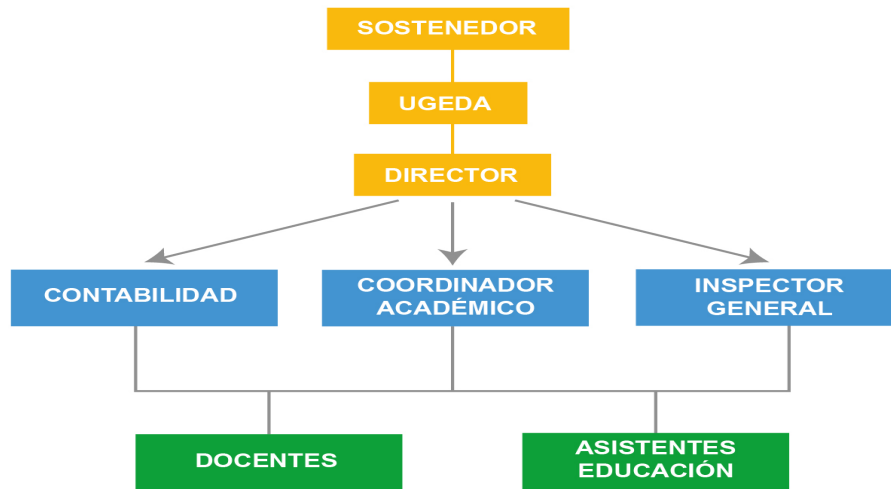 SOSTENEDOR
UGEDA
DIRECTOR
CONTABILIDAD
COORDINADOR
ACADÉMICO
INSPECTOR
GENERAL
DOCENTES
ASISTENTES
EDUCACIÓN